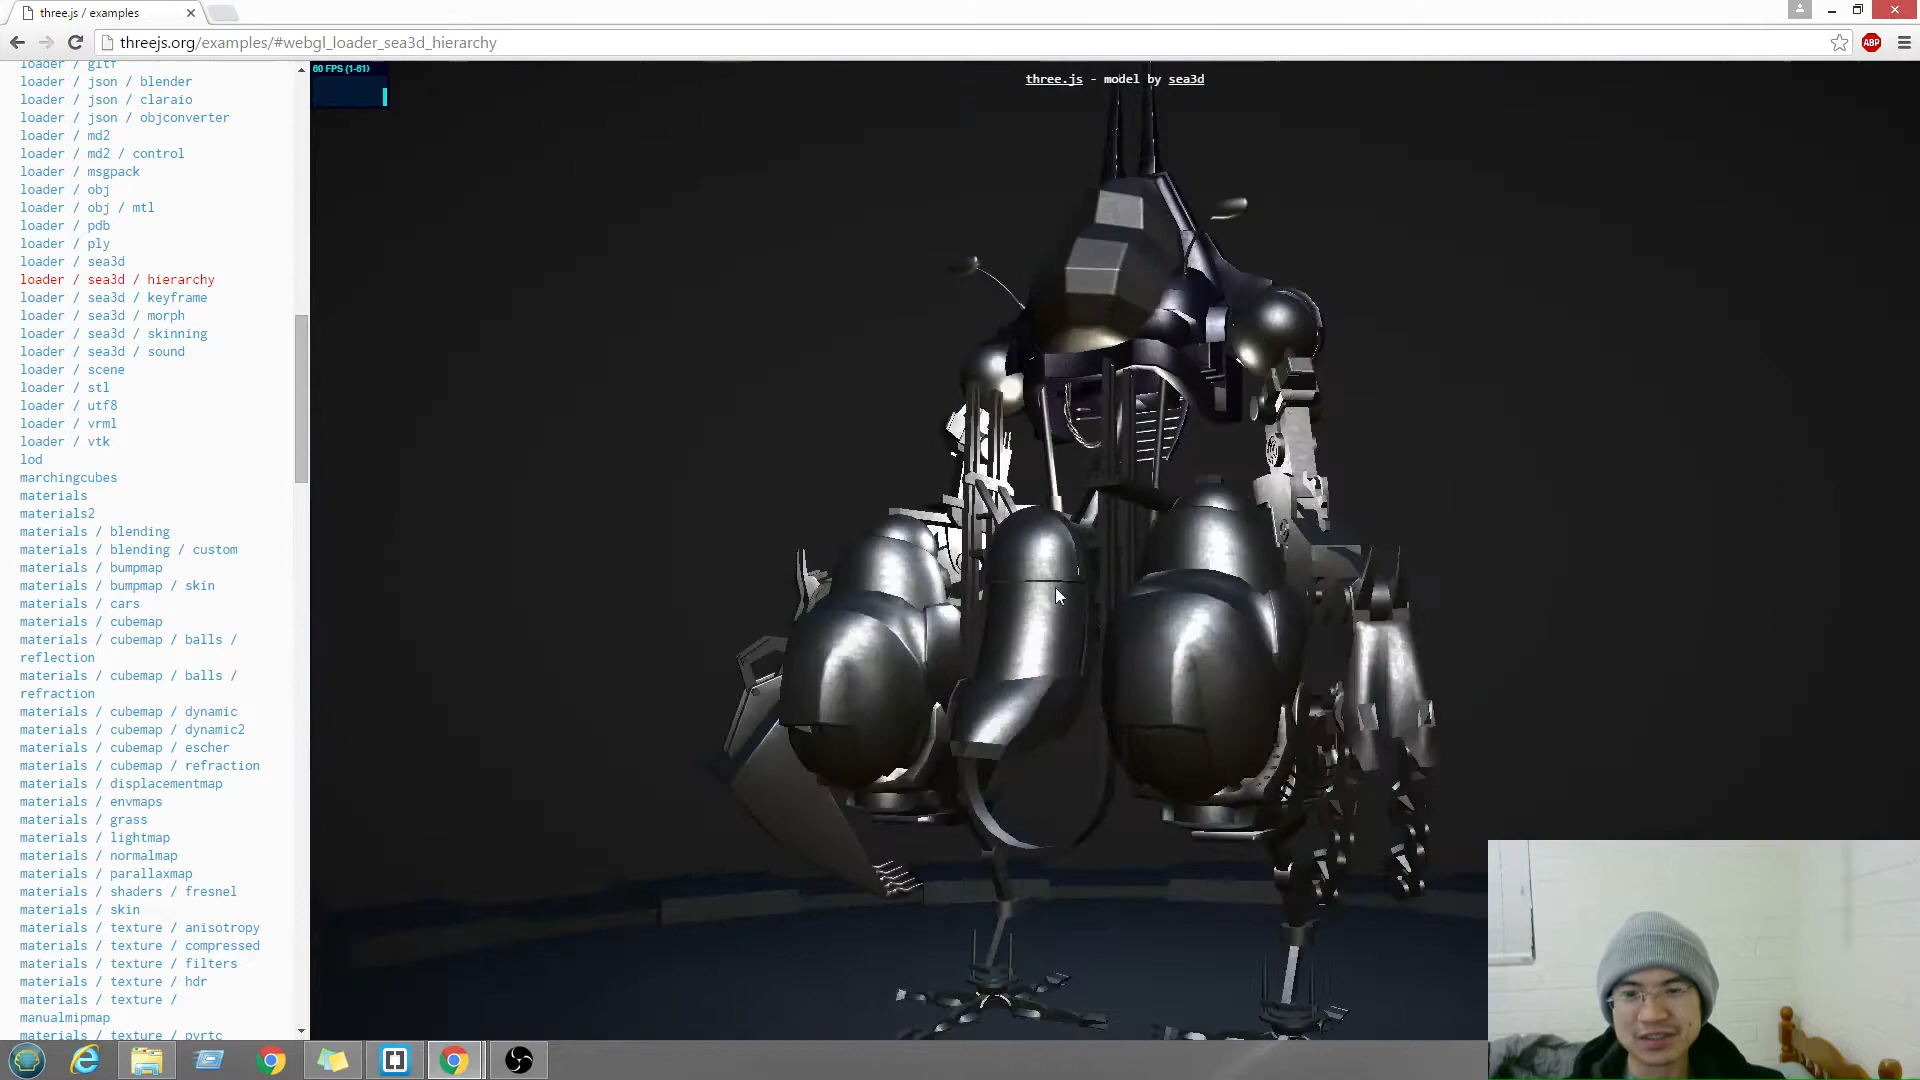 three.js / examples
threejs.org/examples/#webgl_loader_sea3d_hierarchy
ABP
60 FPS (1-61)
three.js - model by sea3d
loader / gltf
loader / json / blender
loader / json / claraio
loader / json / objconverter
loader / md2
loader / md2 / control
loader / msgpack
loader / obj
loader / obj / mtl
loader / pdb
loader / ply
loader / sea3d
loader / sea3d / hierarchy
loader / sea3d / keyframe
loader / sea3d / morph
loader / sea3d / skinning
loader / sea3d / sound
loader / scene
loader / stl
loader / utf8
loader / vrml
loader / vtk
lod
marchingcubes
materials
materials2
materials / blending
materials / blending / custom
materials / bumpmap
materials / bumpmap / skin
materials / cars
materials / cubemap
materials / cubemap / balls /
reflection
materials / cubemap / balls /
refraction
materials / cubemap / dynamic
materials / cubemap / dynamic2
materials / cubemap / escher
materials / cubemap / refraction
materials / displacementmap
materials / envmaps
materials / grass
materials / lightmap
materials / normalmap
materials / parallaxmap
materials / shaders / fresnel
materials / skin
materials / texture / anisotropy
materials / texture / compressed
materials / texture / filters
materials / texture / hdr
materials / texture /
manualmipmap
materials / texture / pvrtc